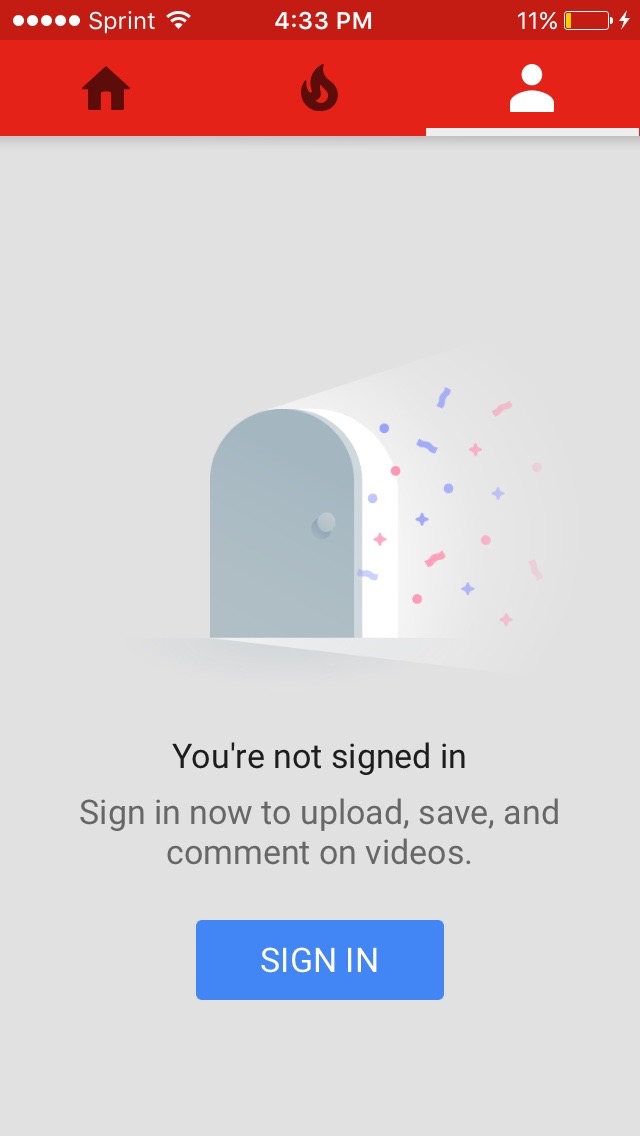 Sprint 4:33 PM 11%
You're not signed in
Sign in now to upload, save, and
comment on videos.
SIGN IN